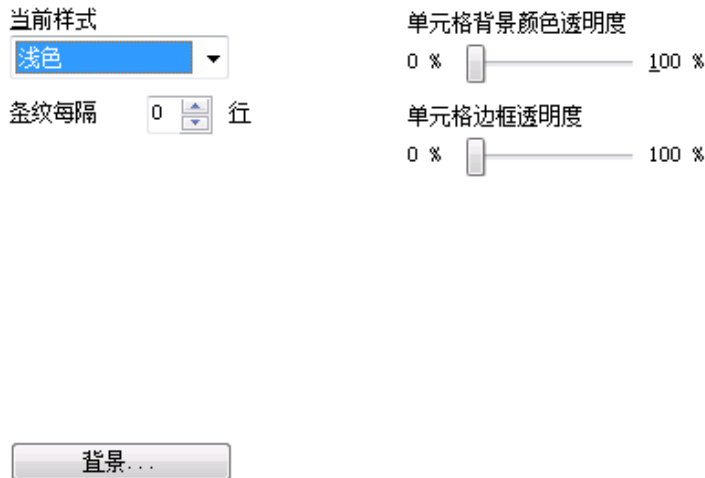 当前样式
浅色
条纹每隔 0 行
单元格背景颜色透明度
0 % 100 %
单元格边框透明度
0 % 100 %
背景...